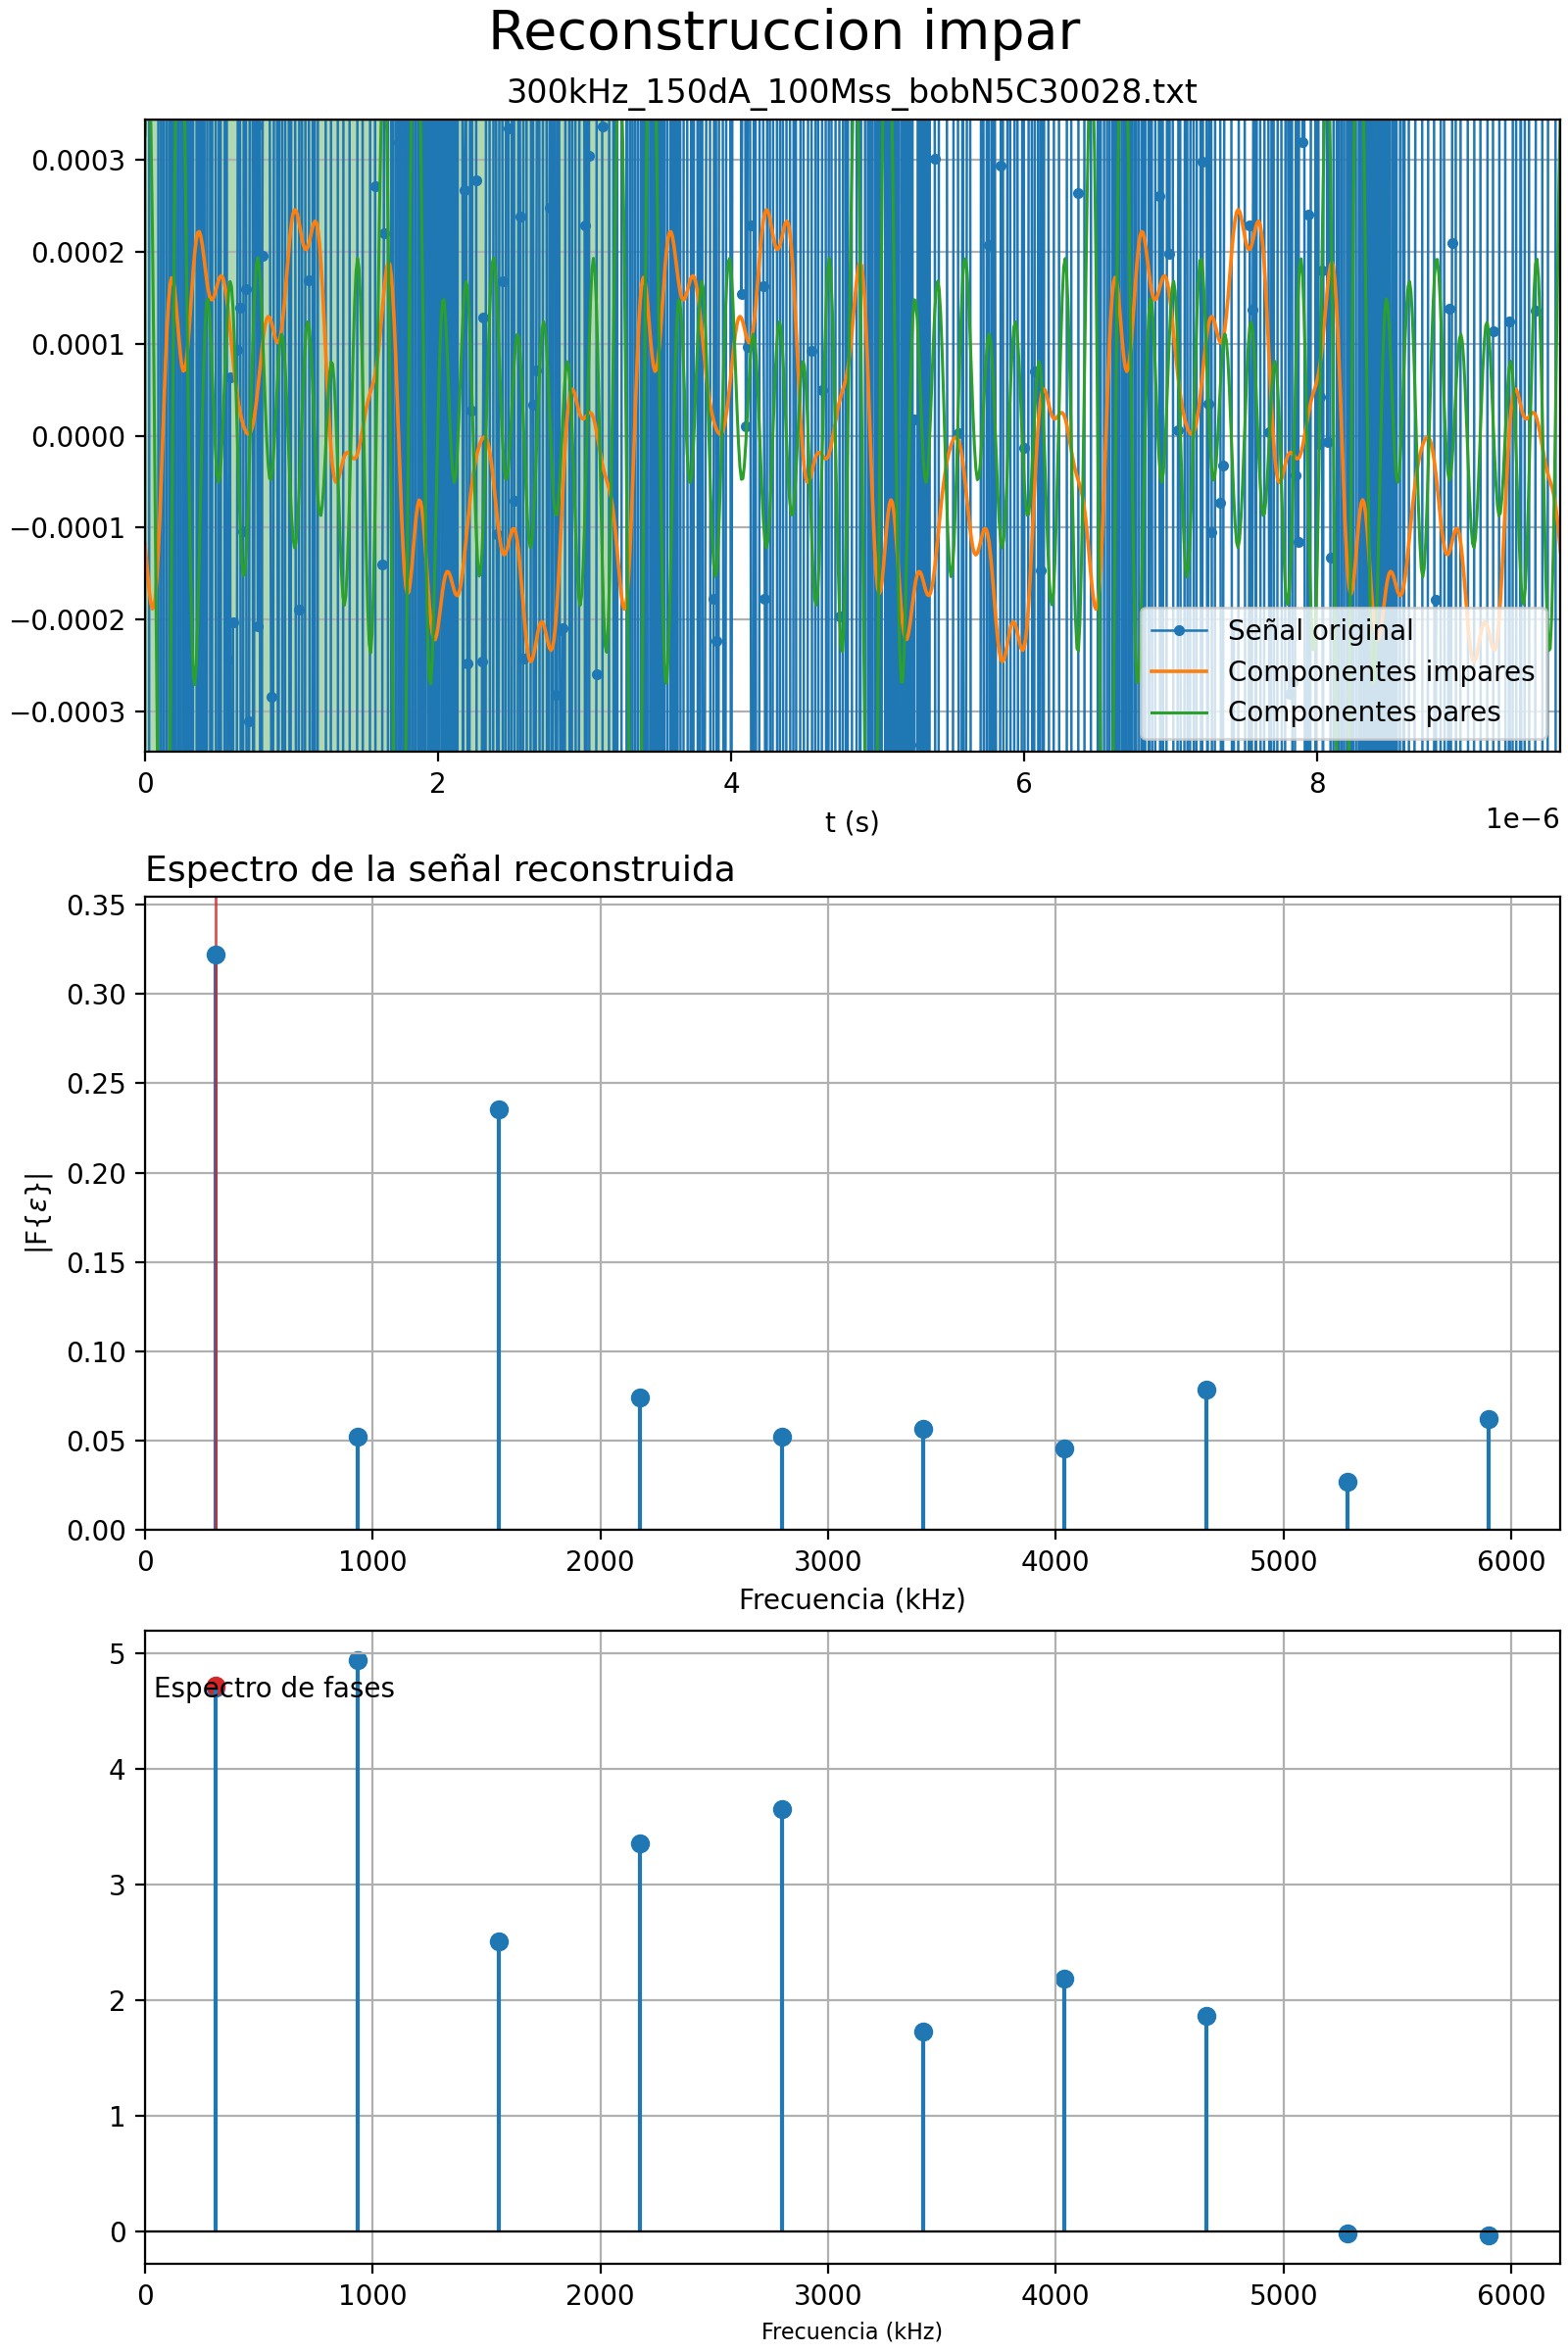 Reconstruccion impar
300kHz_150dA_100Mss_bobN5C30028.txt
0.0003
0.0002
0.0001
0.0000
−0.0001
−0.0002
−0.0003
Señal original
Componentes impares
Componentes pares
0 2 4 6 8
t (s)
1e−6
Espectro de la señal reconstruida
0.35
0.30
0.25
0.20
0.15
0.10
0.05
0.00
|F{ε}|
0 1000 2000 3000 4000 5000 6000
Frecuencia (kHz)
5
Espectro de fases
4
3
2
1
0
0 1000 2000 3000 4000 5000 6000
Frecuencia (kHz)